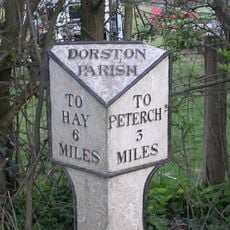 DORSTON
PARISH
TO
HAY
6
MILES
TO
PETERCH^H
3
MILES